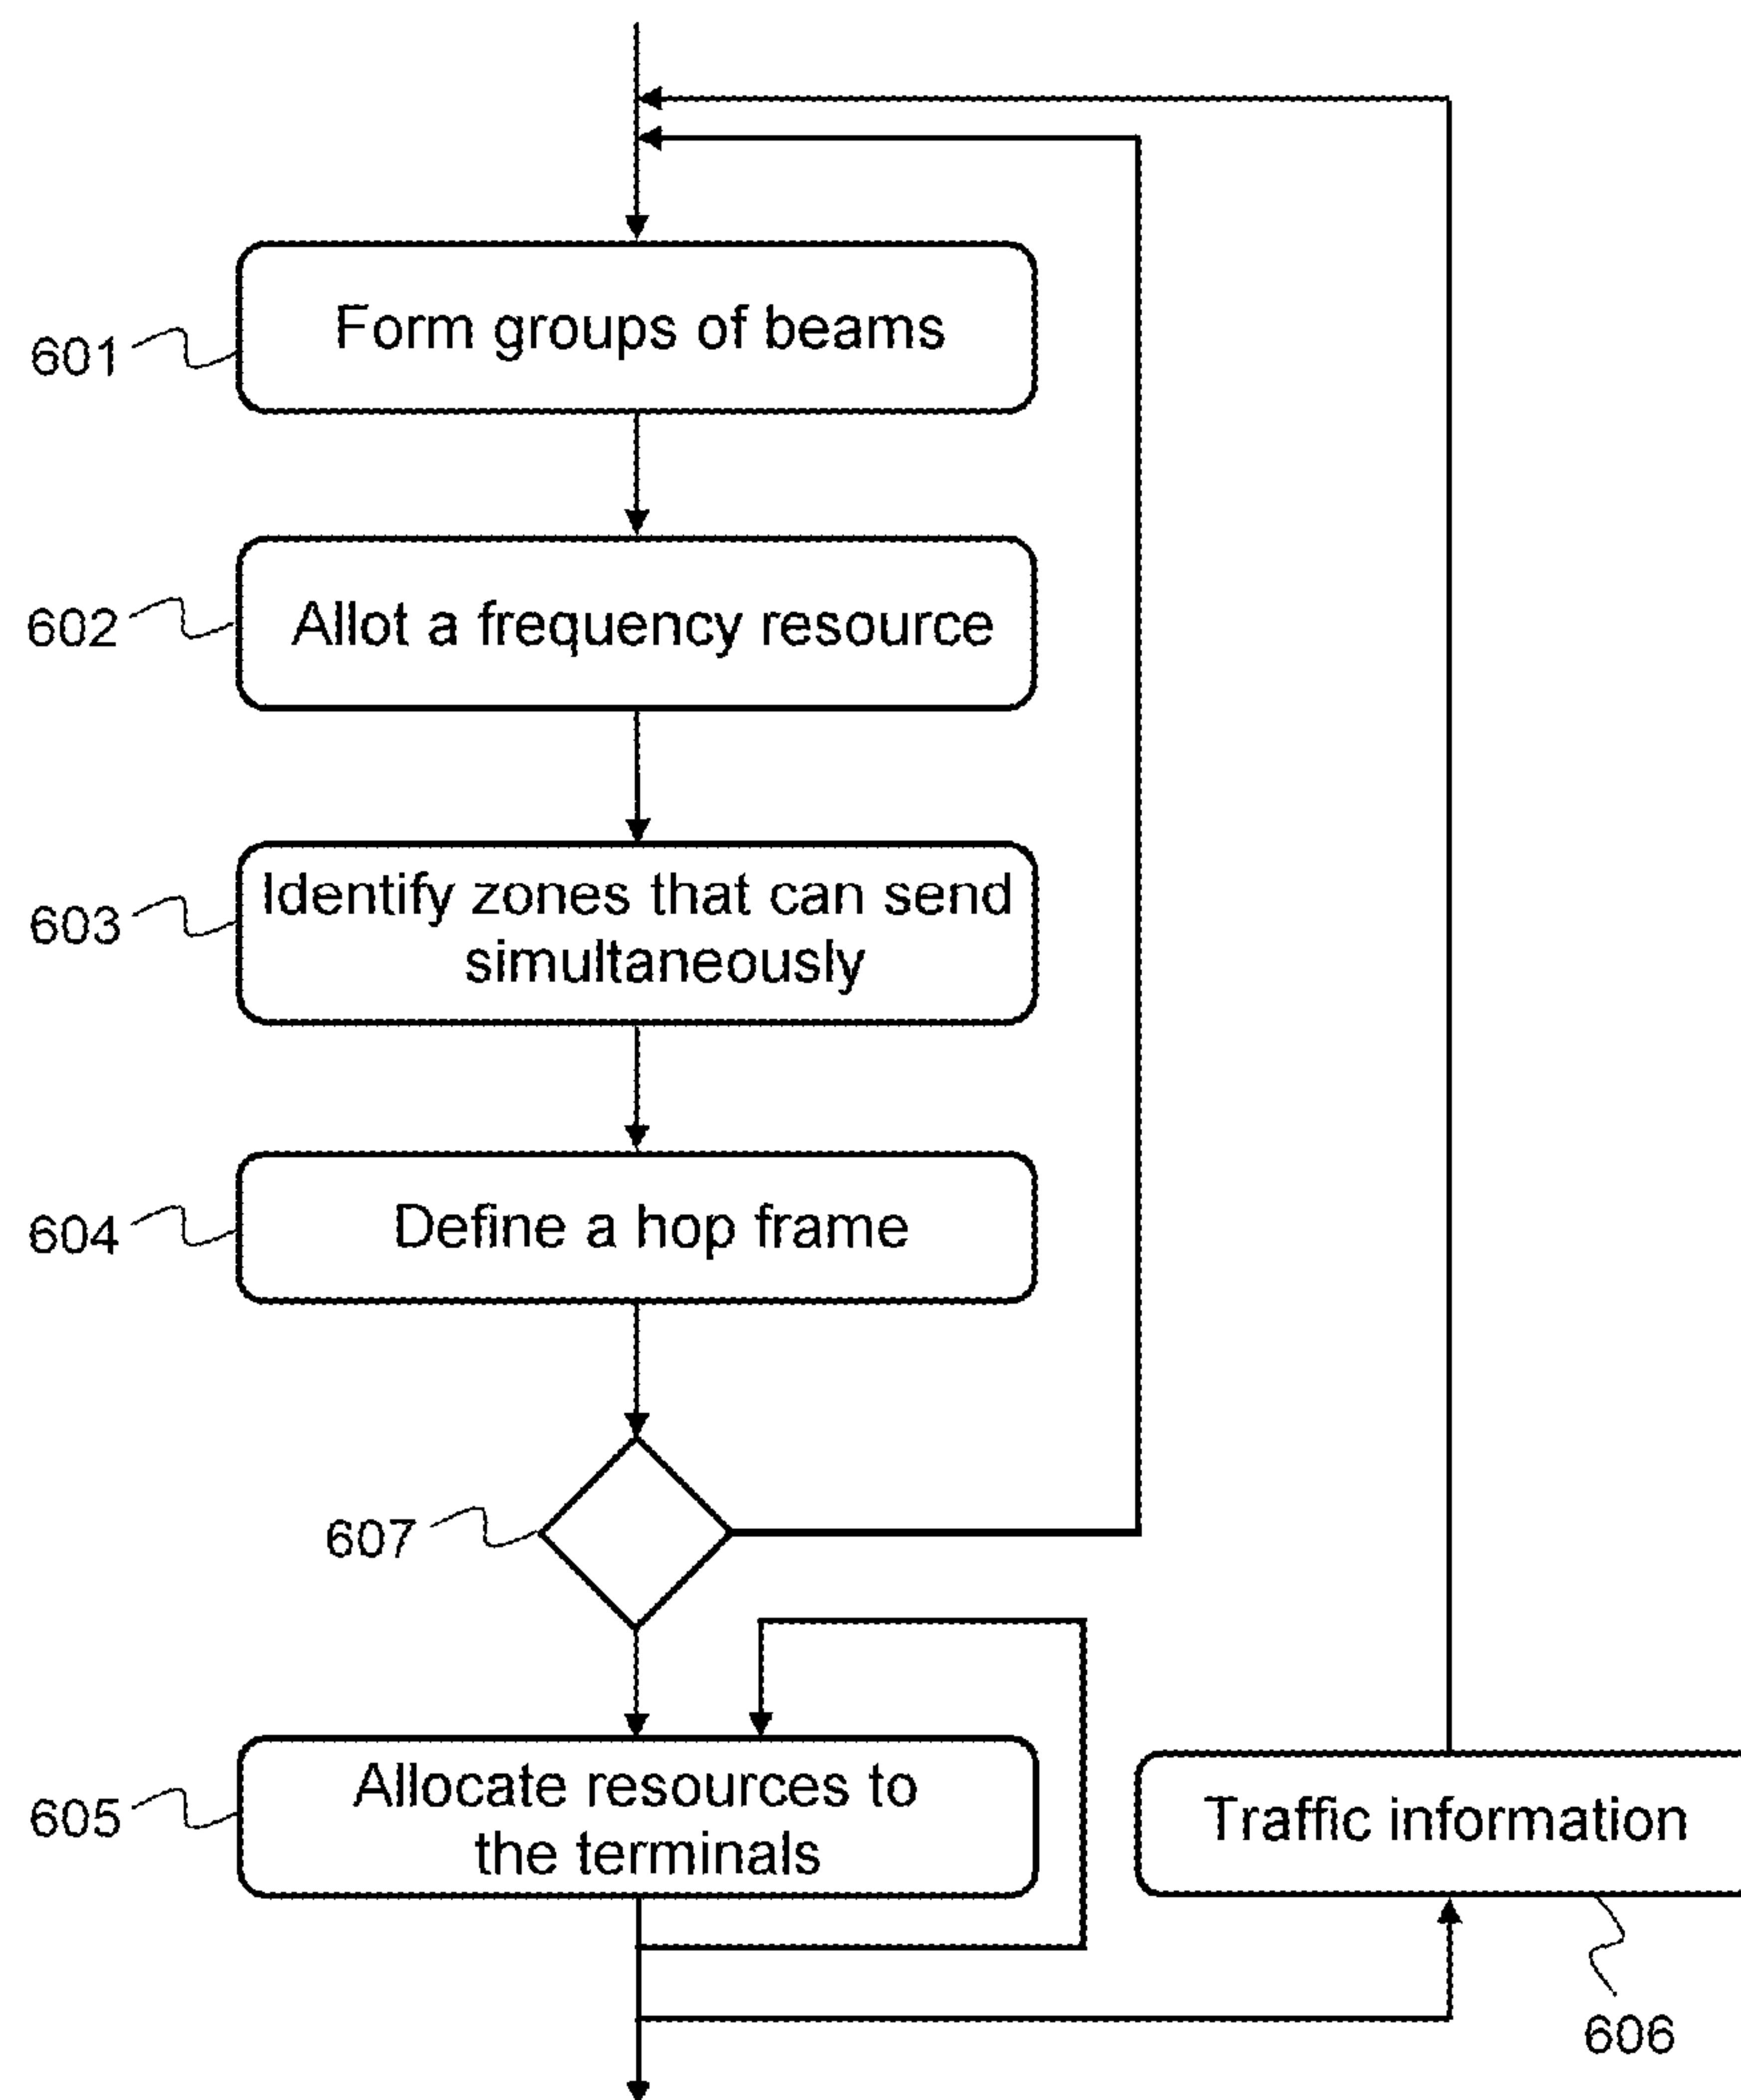 Form groups of beams
601
Allot a frequency resource
602
Identify zones that can send
simultaneously
603
Define a hop frame
604
607
Allocate resources to
the terminals
605
Traffic information
606